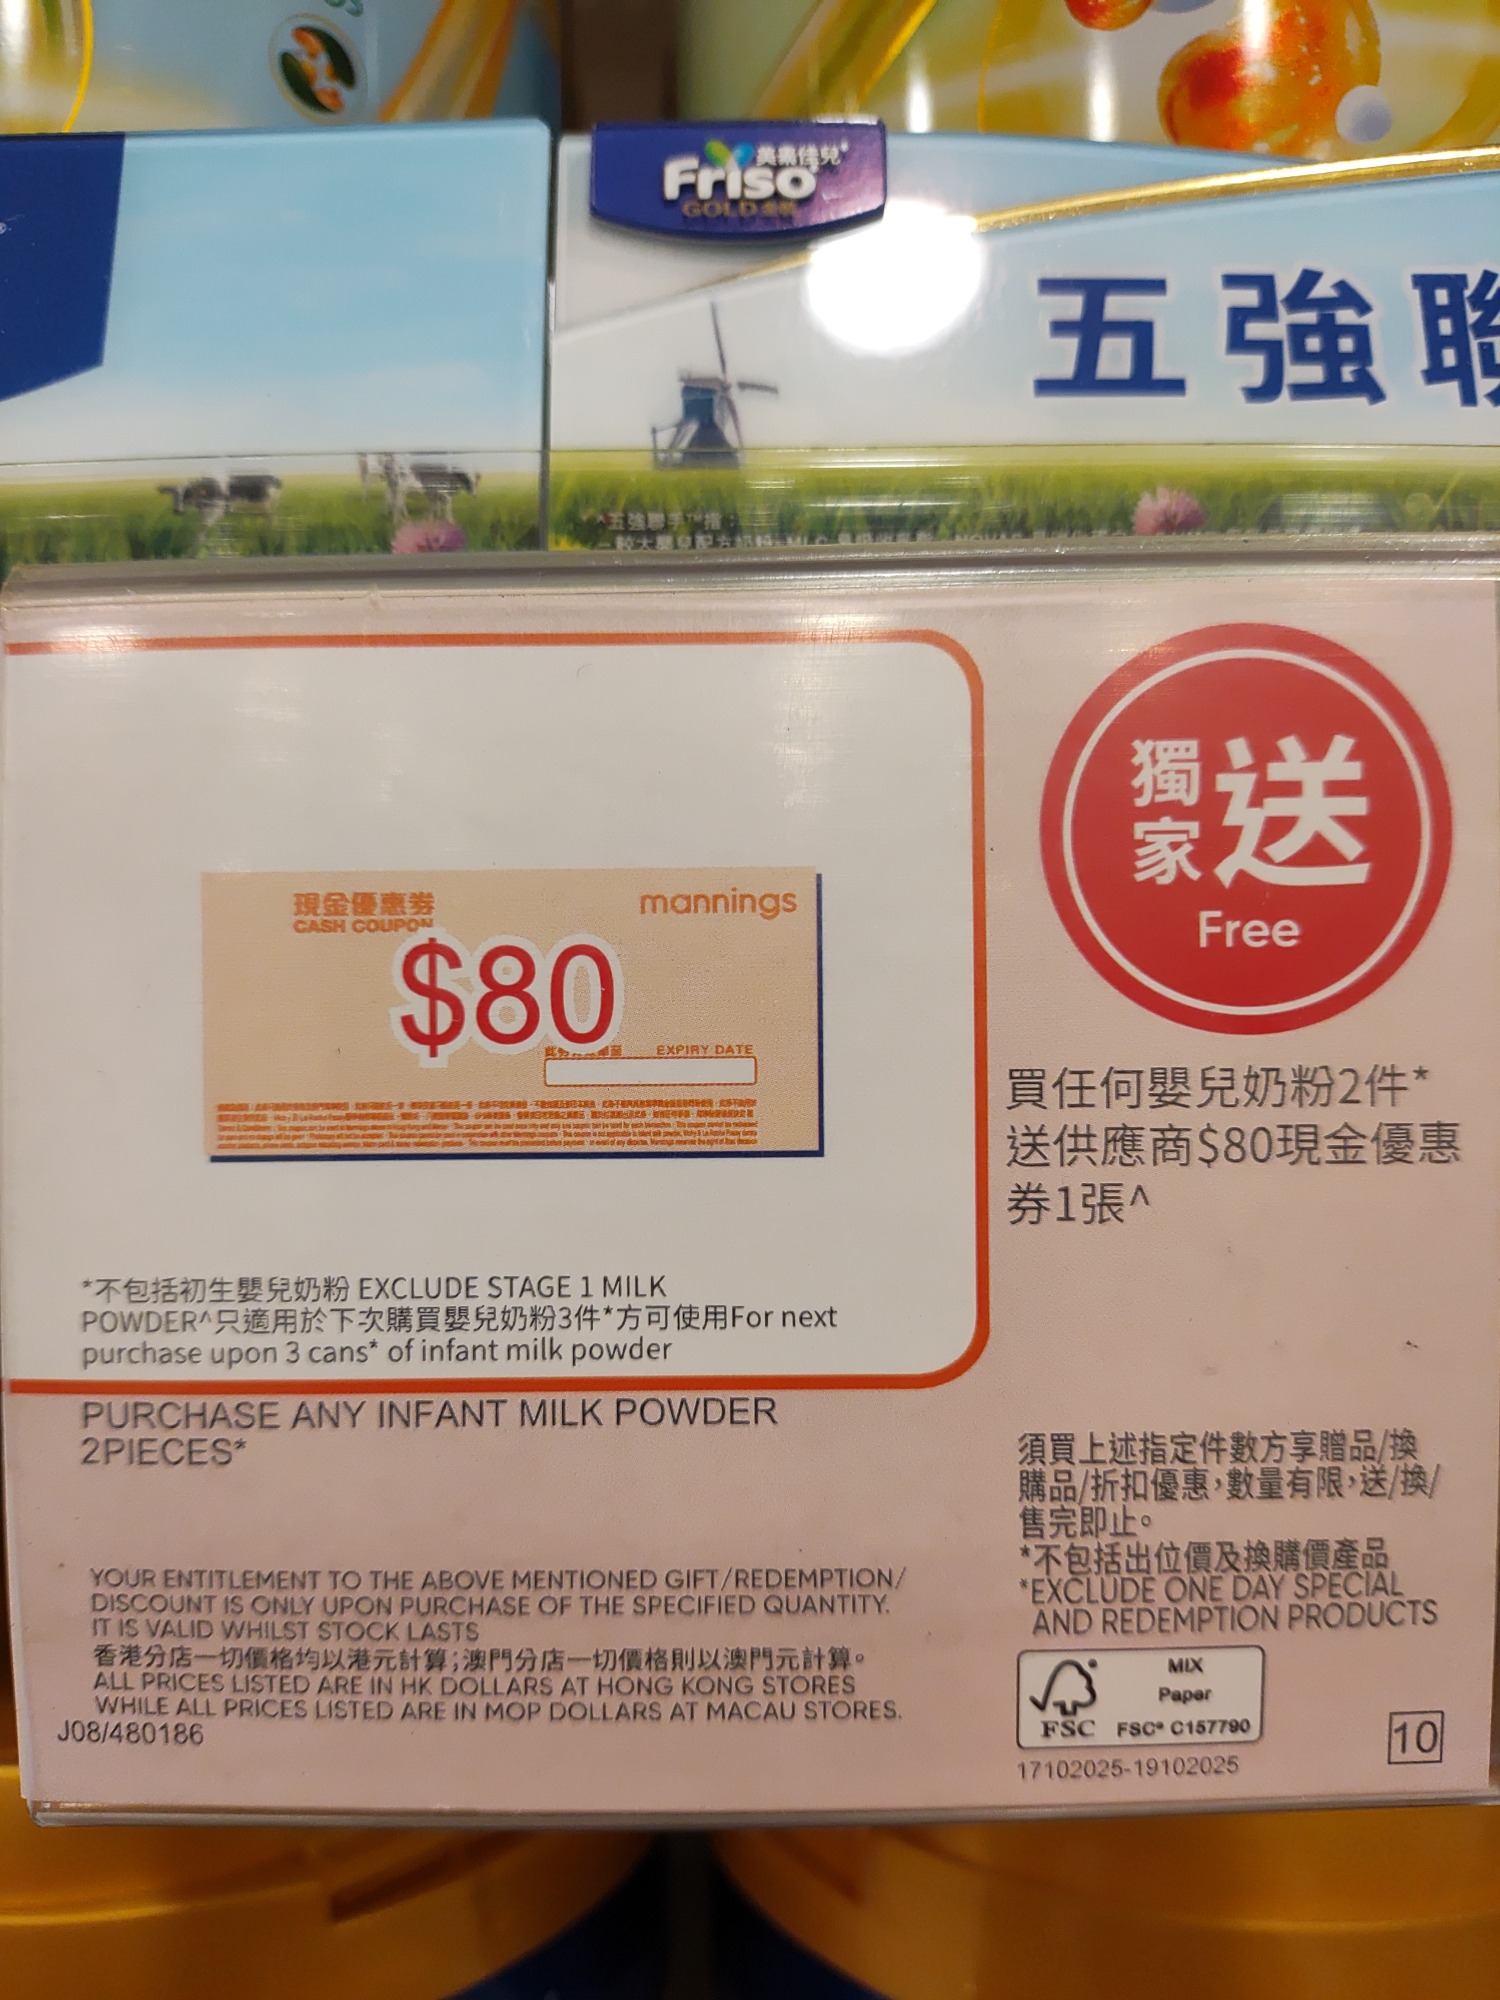 美素佳兒
Friso
GOLD
五強聯
^五強聯手™指：
mannings
現金優惠券
CASH COUPON
$80
EXPIRY DATE
獨家送
Free
買任何嬰兒奶粉2件*
送供應商$80現金優惠
券1張^
*不包括初生嬰兒奶粉 EXCLUDE STAGE 1 MILK
POWDER^只適用於下次購買嬰兒奶粉3件*方可使用For next
purchase upon 3 cans* of infant milk powder
PURCHASE ANY INFANT MILK POWDER
2PIECES*
須買上述指定件數方享贈品/換
購品/折扣優惠，數量有限，送/換/
售完即止。
*不包括出位價及換購價產品
*EXCLUDE ONE DAY SPECIAL
AND REDEMPTION PRODUCTS
YOUR ENTITLEMENT TO THE ABOVE MENTIONED GIFT/REDEMPTION/
DISCOUNT IS ONLY UPON PURCHASE OF THE SPECIFIED QUANTITY.
IT IS VALID WHILST STOCK LASTS
香港分店一切價格均以港元計算；澳門分店一切價格則以澳門元計算。
ALL PRICES LISTED ARE IN HK DOLLARS AT HONG KONG STORES
WHILE ALL PRICES LISTED ARE IN MOP DOLLARS AT MACAU STORES.
J08/480186
MIX
Paper
FSC FSC® C157790
17102025-19102025
10